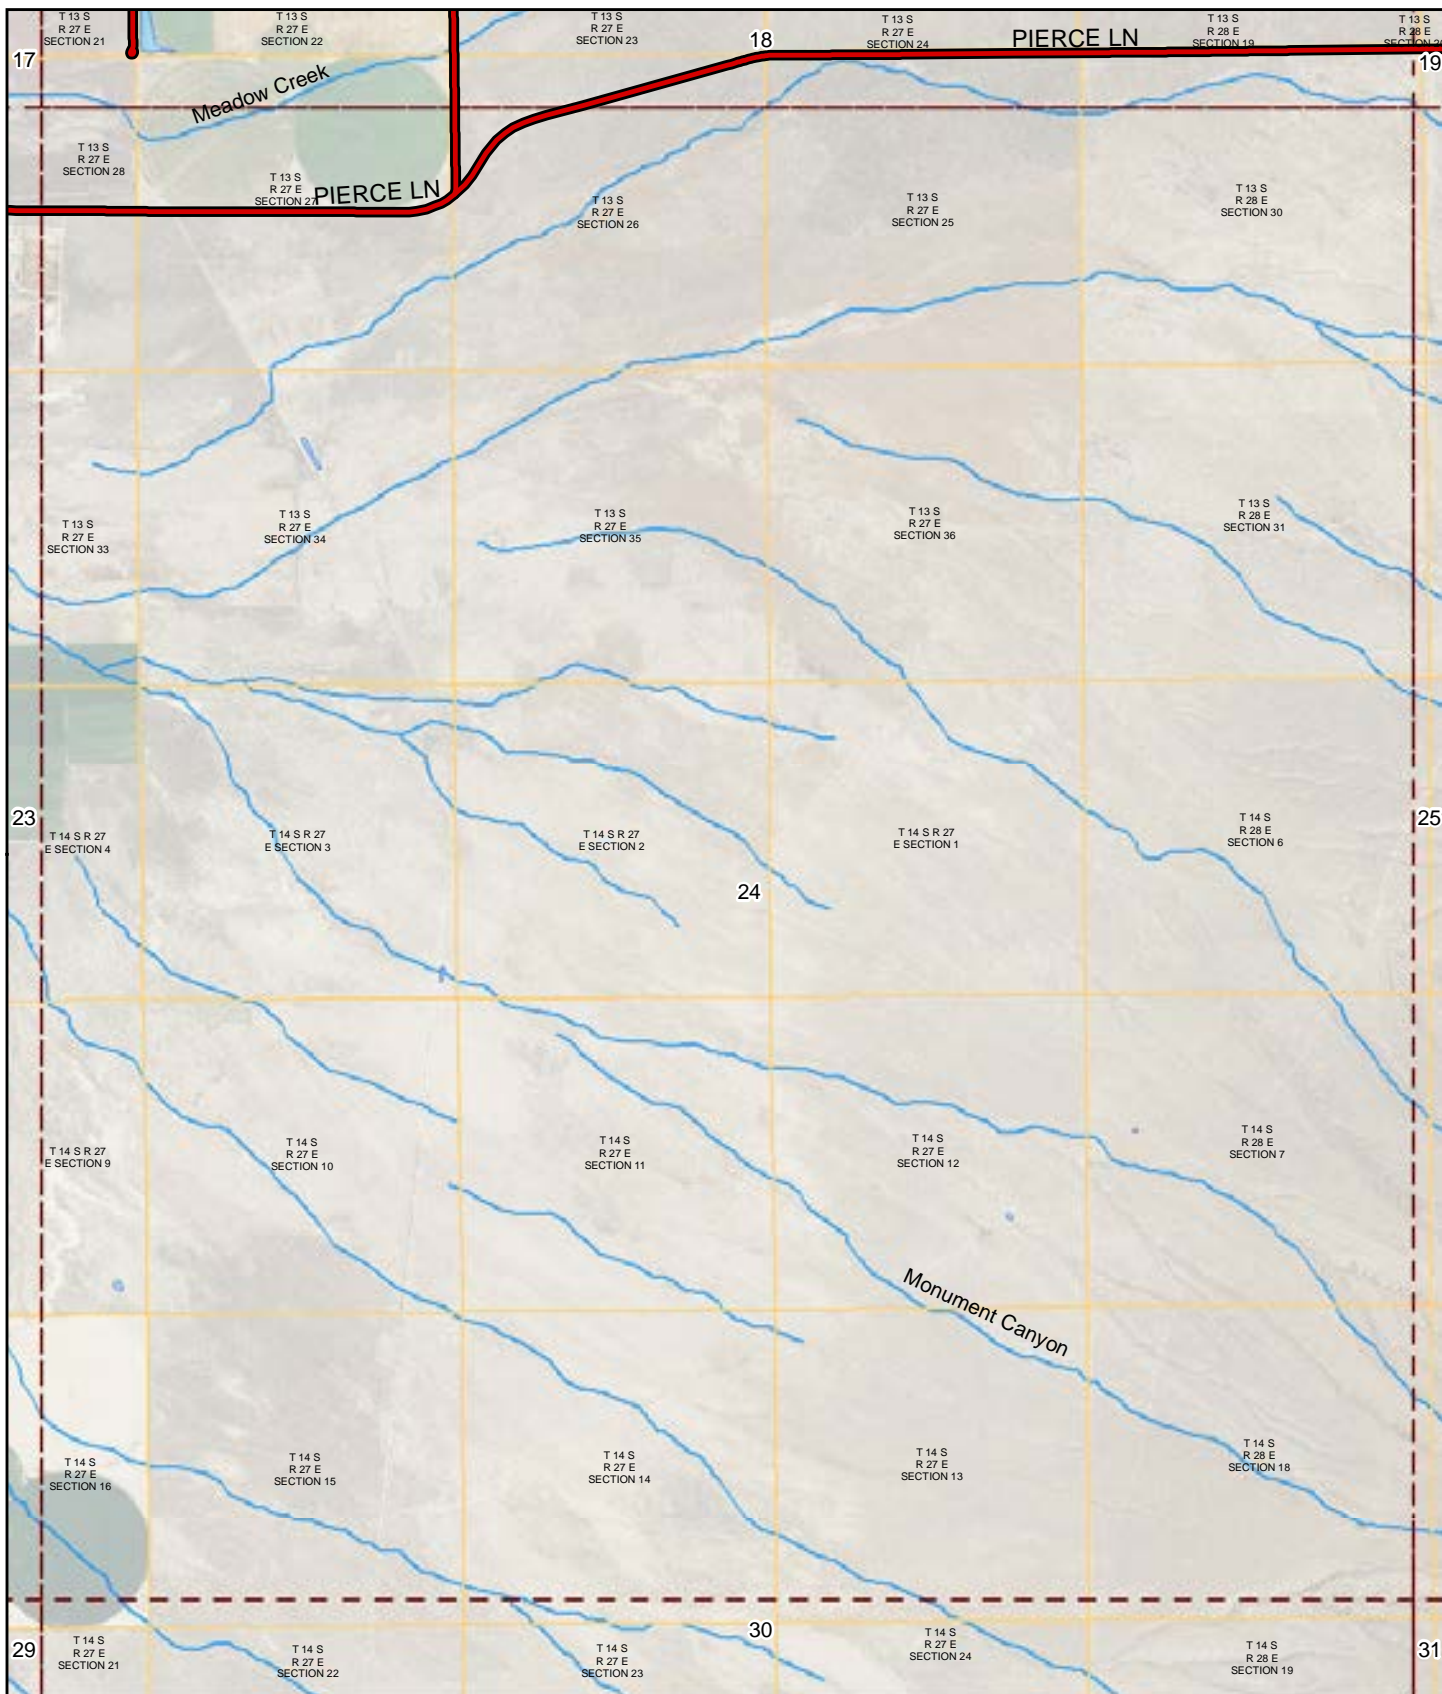 T 13 S
R 27 E
SECTION 21
T 13 S
R 27 E
SECTION 22
T 13 S
R 27 E
SECTION 23
T 13 S
R 27 E
SECTION 24
T 13 S
R 28 E
SECTION 19
T 13 S
R 28 E
SECTION 20
17
18
PIERCE LN
19
Meadow Creek
T 13 S
R 27 E
SECTION 28
T 13 S
R 27 E
SECTION 27
PIERCE LN
T 13 S
R 27 E
SECTION 26
T 13 S
R 27 E
SECTION 25
T 13 S
R 28 E
SECTION 30
T 13 S
R 27 E
SECTION 33
T 13 S
R 27 E
SECTION 34
T 13 S
R 27 E
SECTION 35
T 13 S
R 27 E
SECTION 36
T 13 S
R 28 E
SECTION 31
23
T 14 S R 27
E SECTION 4
T 14 S R 27
E SECTION 3
T 14 S R 27
E SECTION 2
T 14 S R 27
E SECTION 1
T 14 S
R 28 E
SECTION 6
25
24
T 14 S R 27
E SECTION 9
T 14 S
R 27 E
SECTION 10
T 14 S
R 27 E
SECTION 11
T 14 S
R 27 E
SECTION 12
T 14 S
R 28 E
SECTION 7
Monument Canyon
T 14 S
R 27 E
SECTION 16
T 14 S
R 27 E
SECTION 15
T 14 S
R 27 E
SECTION 14
T 14 S
R 27 E
SECTION 13
T 14 S
R 28 E
SECTION 18
29
T 14 S
R 27 E
SECTION 21
T 14 S
R 27 E
SECTION 22
T 14 S
R 27 E
SECTION 23
30
T 14 S
R 27 E
SECTION 24
T 14 S
R 28 E
SECTION 19
31